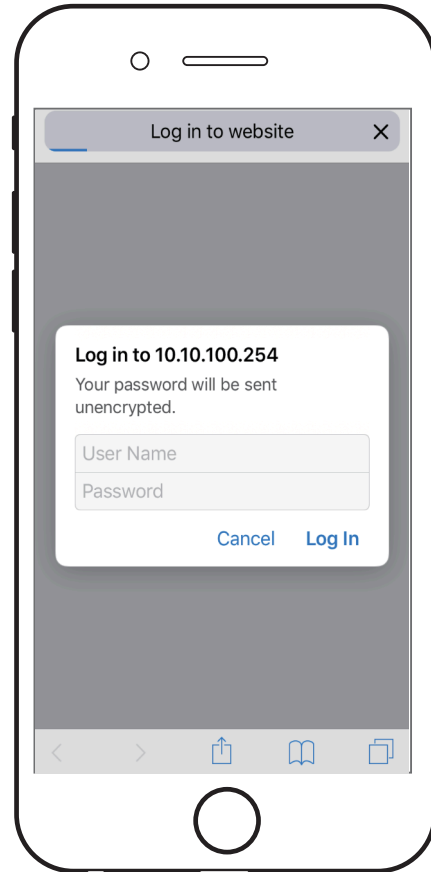 Log in to website
Log in to 10.10.100.254
Your password will be sent
unencrypted.
User Name
Password
Cancel Log In